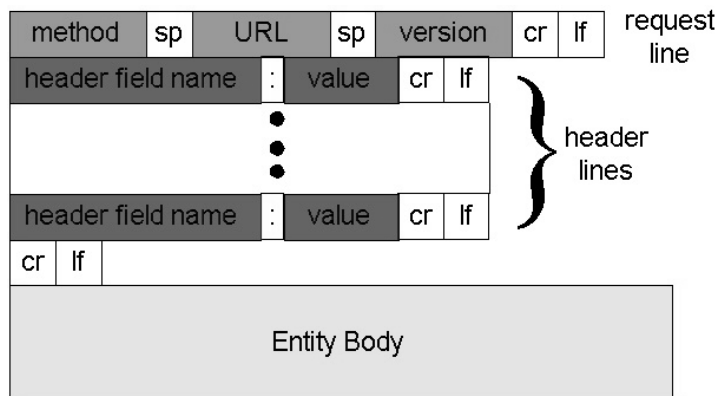 method sp URL sp version cr lf request line
header field name : value cr lf
header lines
header field name : value cr lf
cr lf
Entity Body